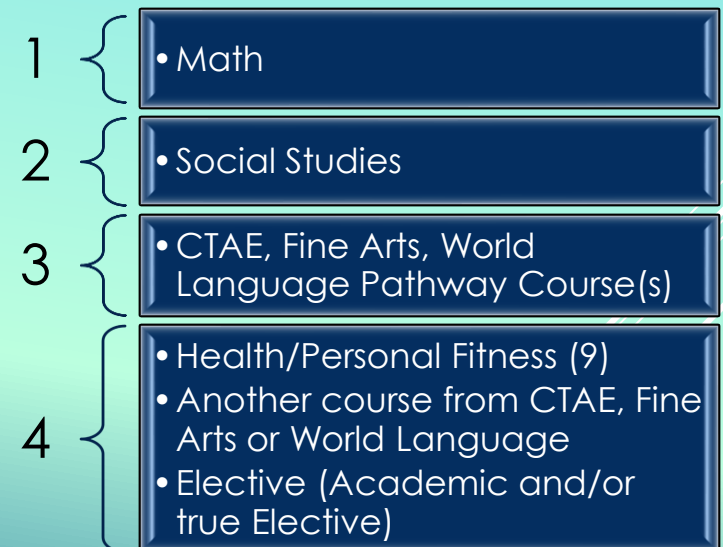 1
• Math
2
• Social Studies
3
• CTAE, Fine Arts, World
Language Pathway Course(s)
4
• Health/Personal Fitness (9)
• Another course from CTAE, Fine
Arts or World Language
• Elective (Academic and/or
true Elective)